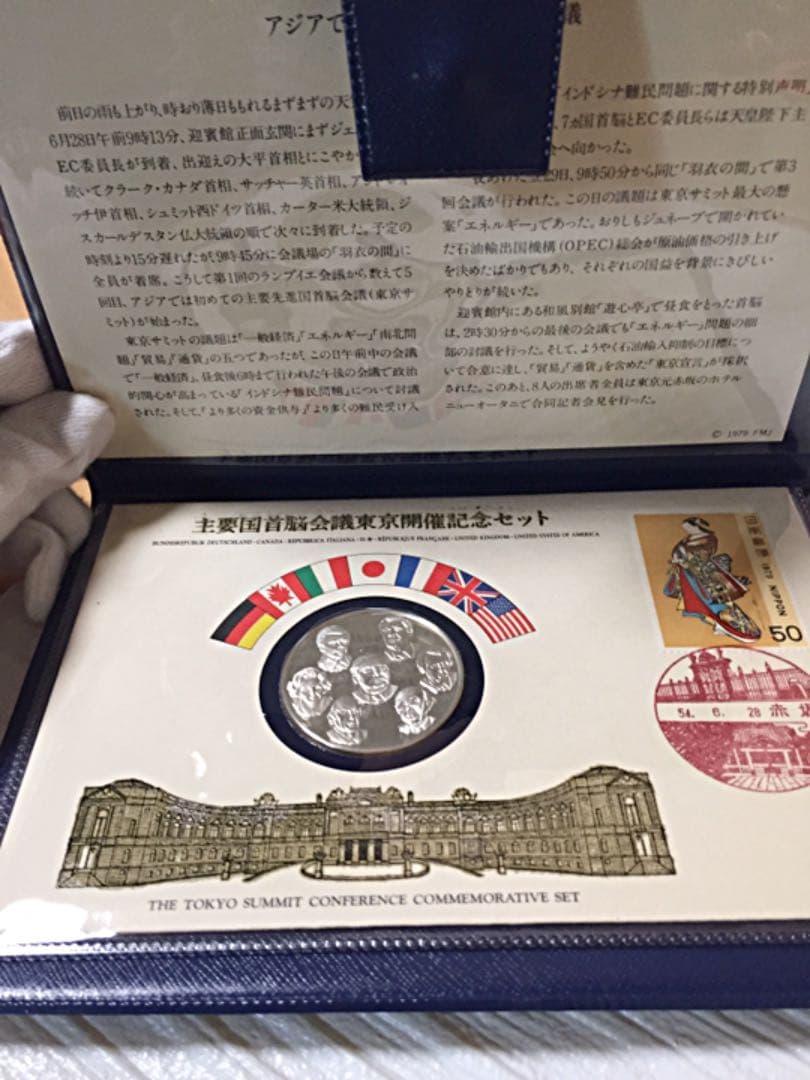 アジアで
議
前日の雨も上がり、時おり薄日ももれるまずまずの天
6月28日午前9時13分、迎賓館正面玄関にまずジェ
EC委員長が到着、出迎えの大平首相とにこやか
続いてクラーク・カナダ首相、サッチャー英首相、
ッチ伊首相、シュミット西ドイツ首相、カーター米大統領、ジ
スカールデスタン仏大統領の順で次々に到着した。予定の
時刻より15分遅れたが、9時45分に会議場の「羽衣の間」に
全員が着席。こうして第1回のランブイエ会議から数えて5
回目、アジアでは初めての主要先進国首脳会議(東京サ
ミット)が始まった。
東京サミットの議題は「一般経済」「エネルギー」「南北問
題」「貿易」「通貨」の五つであったが、この日午前中の会議
で「一般経済」、昼食後6時まで行われた午後の会議で政治
的関心が高まっている「インドシナ難民問題」について討議
された。そして、「より多くの資金供与」「より多くの難民受け入
「インドシナ難民問題に関する特別声明」
、7カ国首脳とEC委員長らは天皇陛下主
へ向かった。
29日、9時50分から同じ「羽衣の間」で第3
回会議が行われた。この日の議題は東京サミット最大の懸
案「エネルギー」であった。おりしもジュネーブで開かれてい
た石油輸出国機構(OPEC)総会が原油価格の引き上げ
を決めたばかりでもあり、それぞれの国益を背景にきびしい
やりとりが続いた。
迎賓館内にある和風別館「遊心亭」で昼食をとった首脳
は、2時30分からの最後の会議でも「エネルギー」問題の細
部の討議を行った。そして、ようやく石油輸入抑制の目標につ
いて合意に達し、「貿易」「通貨」を含めた「東京宣言」が採択
された。このあと、8人の出席者全員は東京元赤坂のホテル
ニューオータニで合同記者会見を行った。
© 1979 FMJ
主要国首脳会議東京開催記念セット
BUNDESREPUBLIK DEUTSCHLAND · CANADA · REPUBBLICA ITALIANA · 日本 · RÉPUBLIQUE FRANÇAISE · UNITED KINGDOM · UNITED STATES OF AMERICA
日本郵便 1979 NIPPON
50
54. 6. 28
THE TOKYO SUMMIT CONFERENCE COMMEMORATIVE SET